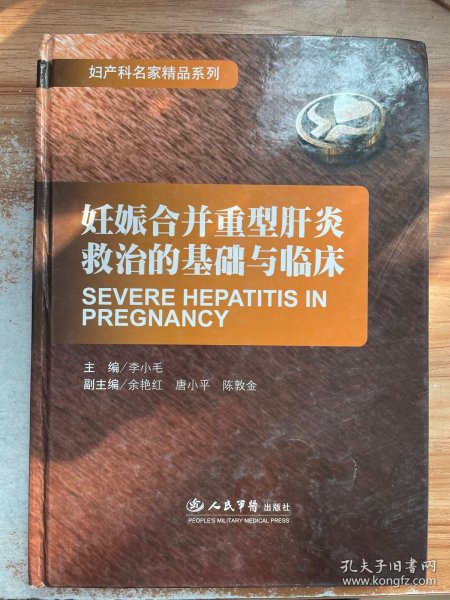 妇产科名家精品系列
妊娠合并重型肝炎
救治的基础与临床
SEVERE HEPATITIS IN
PREGNANCY
主 编/李小毛
副主编/余艳红 唐小平 陈敦金
人民军医 出版社
PEOPLE'S MILITARY MEDICAL PRESS
孔夫子旧书网
www.kongfz.com